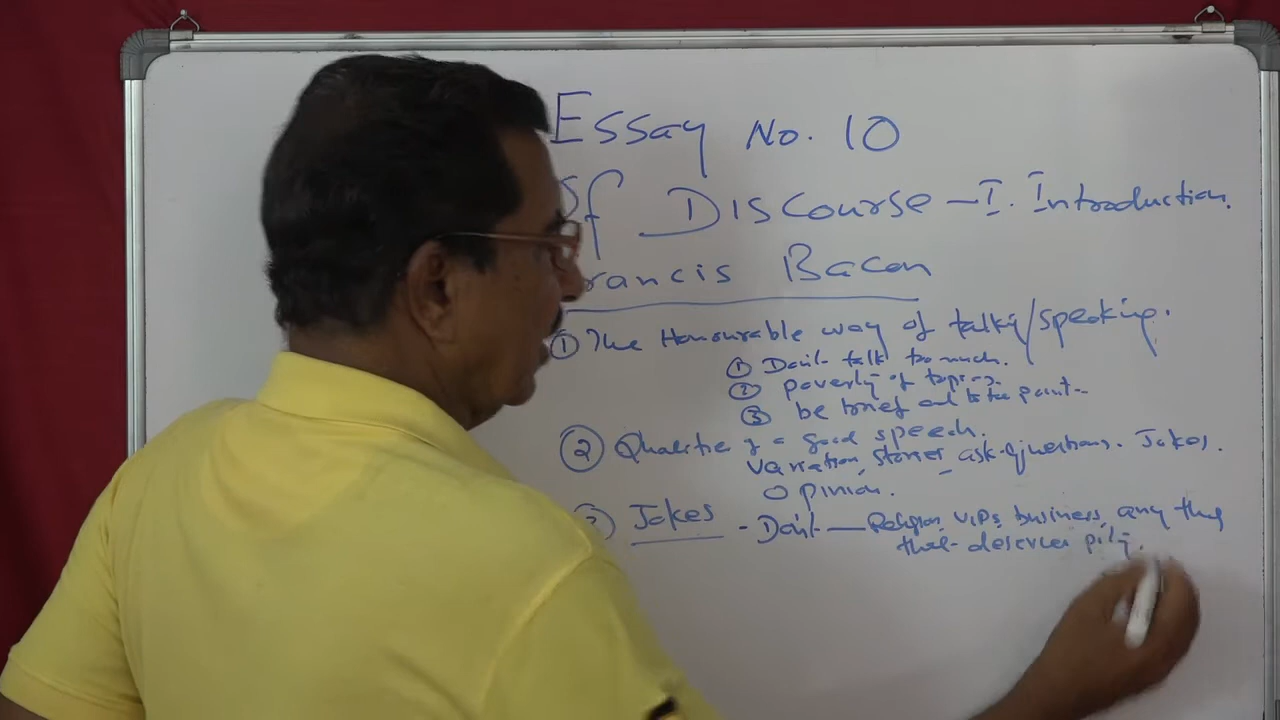 Essay No. 10
Of Discourse - I. Introduction.
Francis Bacon
① The Honourable way of talking/speaking.
① Don't talk too much.
② poverty of topics.
③ be brief and to the point-
② Qualities of a good speech.
Variation, stories, ask questions. Jokes.
Opinion.
③ Jokes - Don't — Religion, VIPs, business, any thing
that deserves pity.